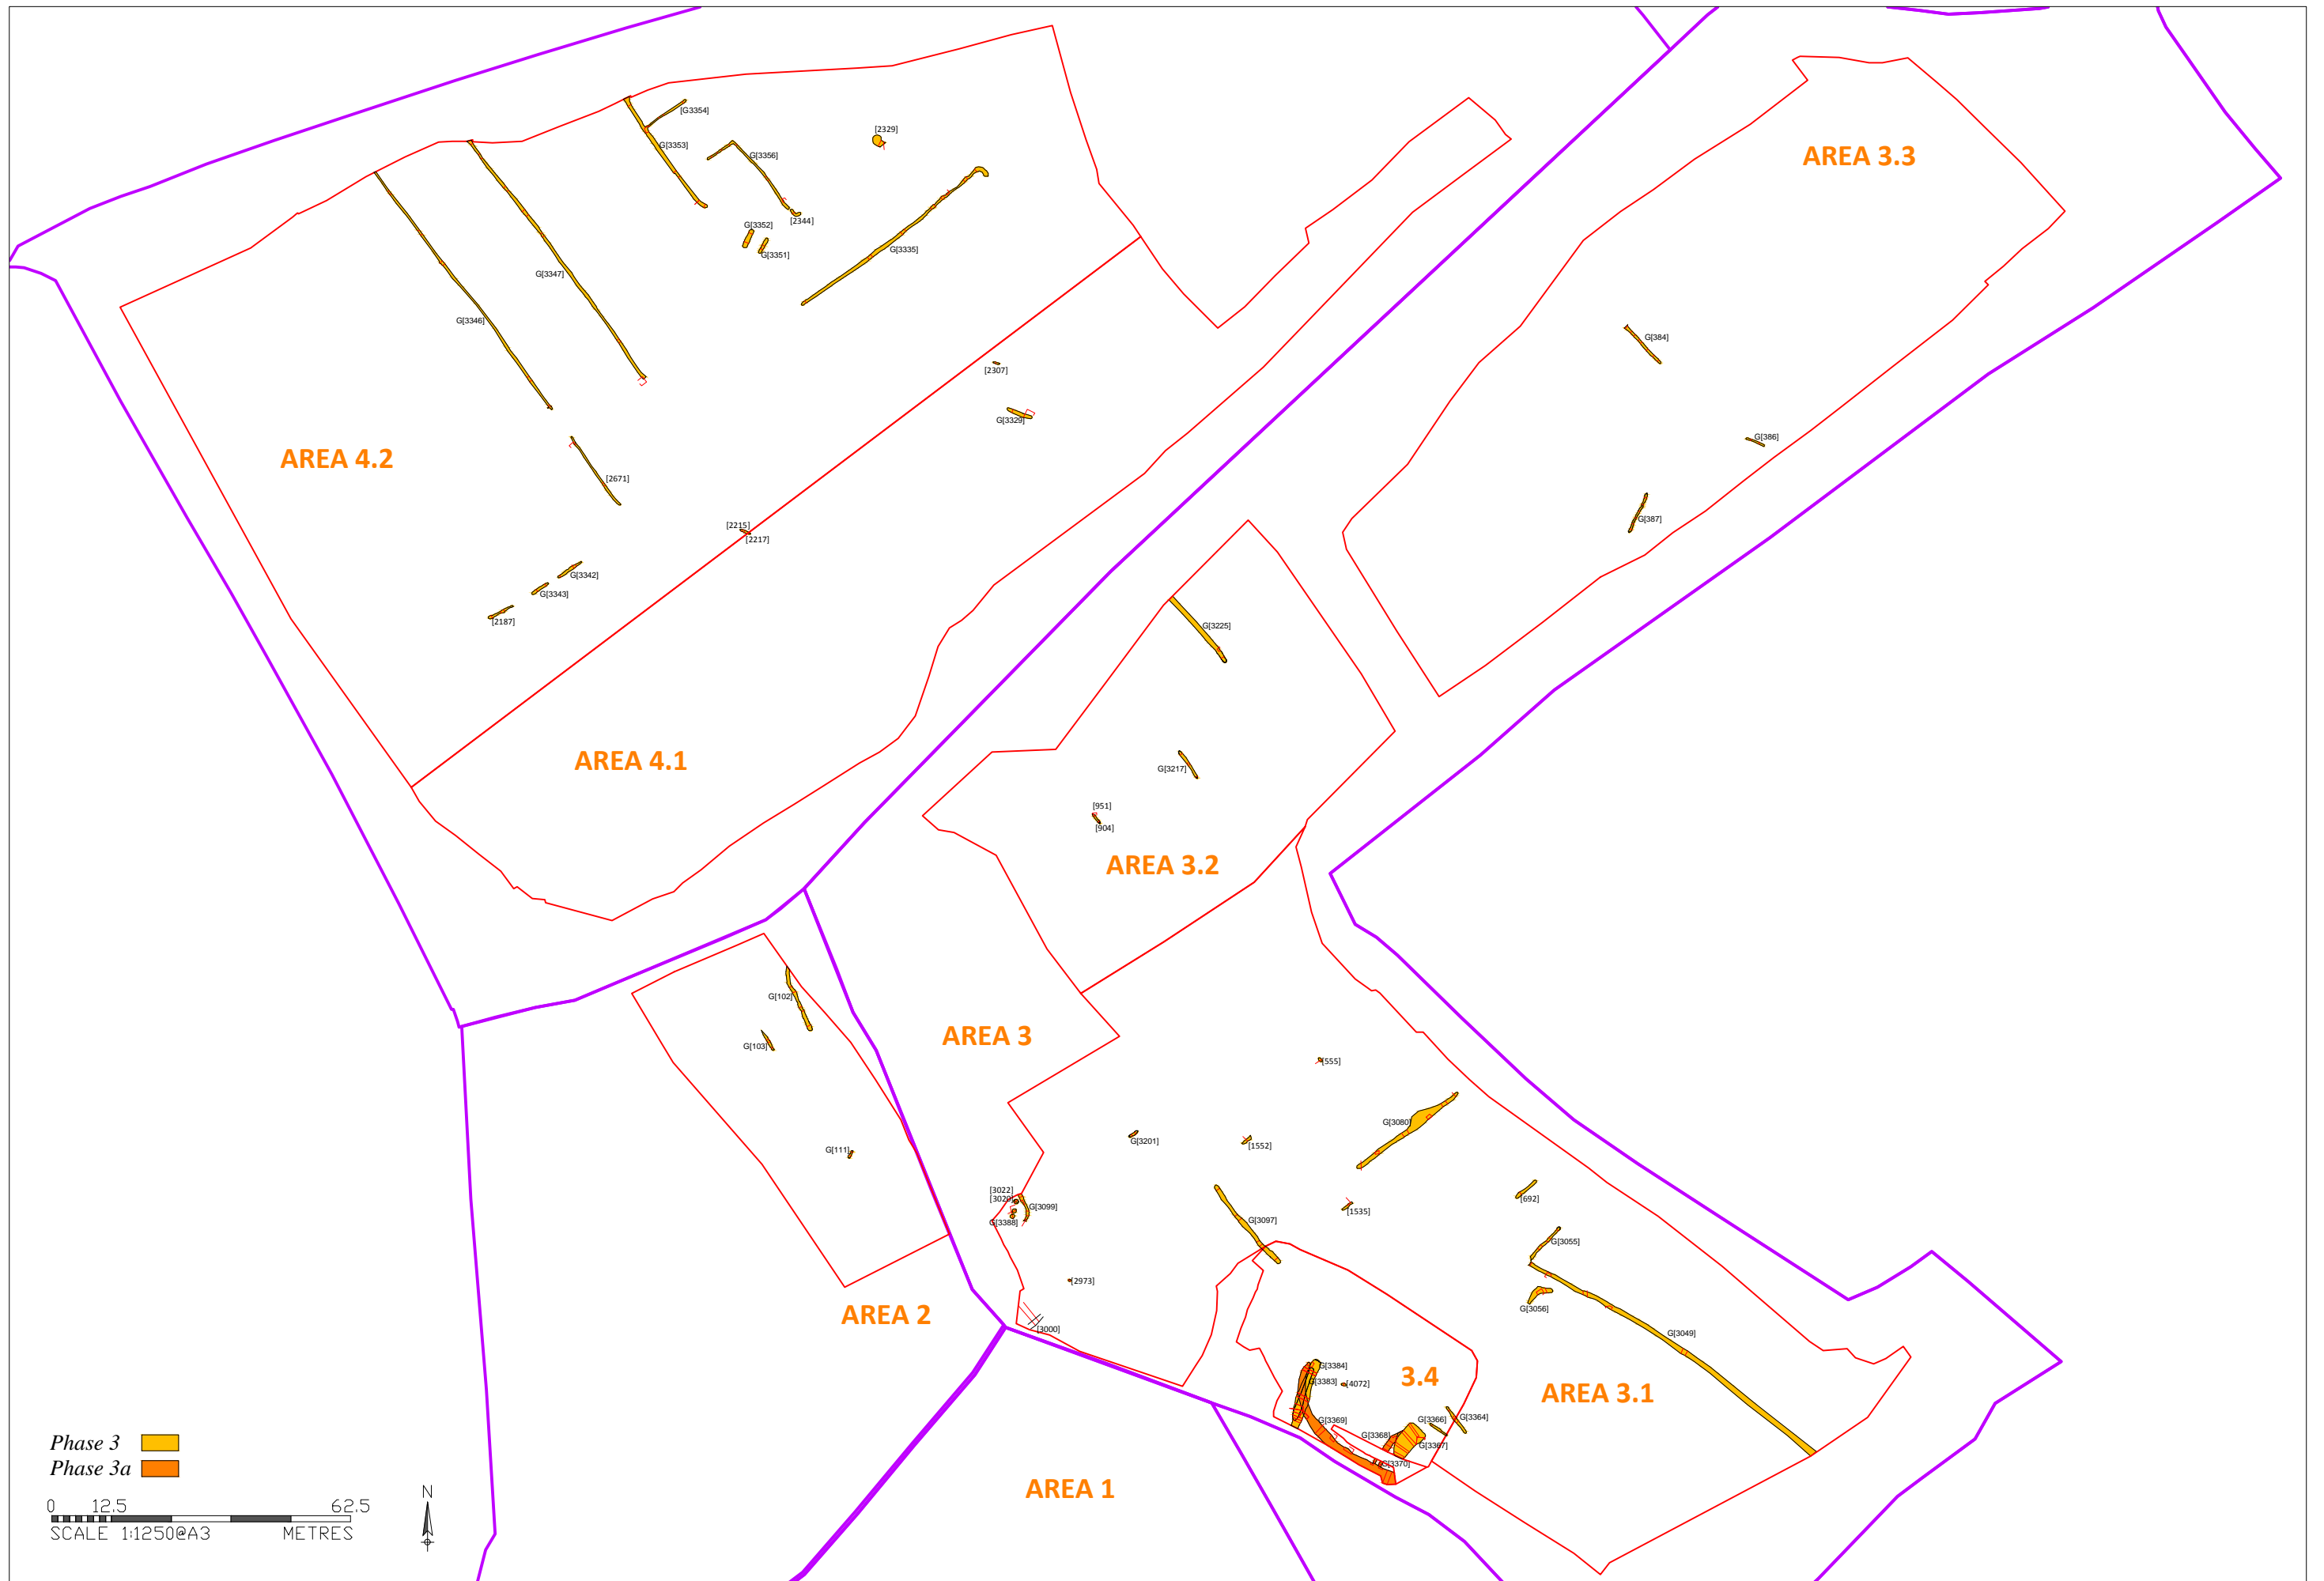 [G3354]
[2329]
G[3353]
G[3356]
AREA 3.3
[2344]
G[3352]
G[3351]
G[3335]
G[3347]
G[3346]
G[384]
[2307]
G[3329]
G[386]
AREA 4.2
[2671]
G[387]
[2215]
[2217]
G[3342]
G[3343]
[2187]
G[3225]
AREA 4.1
G[3217]
[951]
[904]
AREA 3.2
G[102]
G[103]
AREA 3
[555]
G[3080]
G[3201]
[1552]
G[111]
[3022]
[3020]
G[3099]
G[3388]
[692]
[1535]
G[3097]
G[3055]
[2973]
G[3056]
AREA 2
[3000]
G[3049]
G[3384]
G[3383]
[4072]
3.4
AREA 3.1
G[3369]
G[3366]
G[3364]
G[3368]
G[3367]
G[3370]
AREA 1
Phase 3
Phase 3a
0 12.5 62.5
SCALE 1:1250@A3 METRES
N